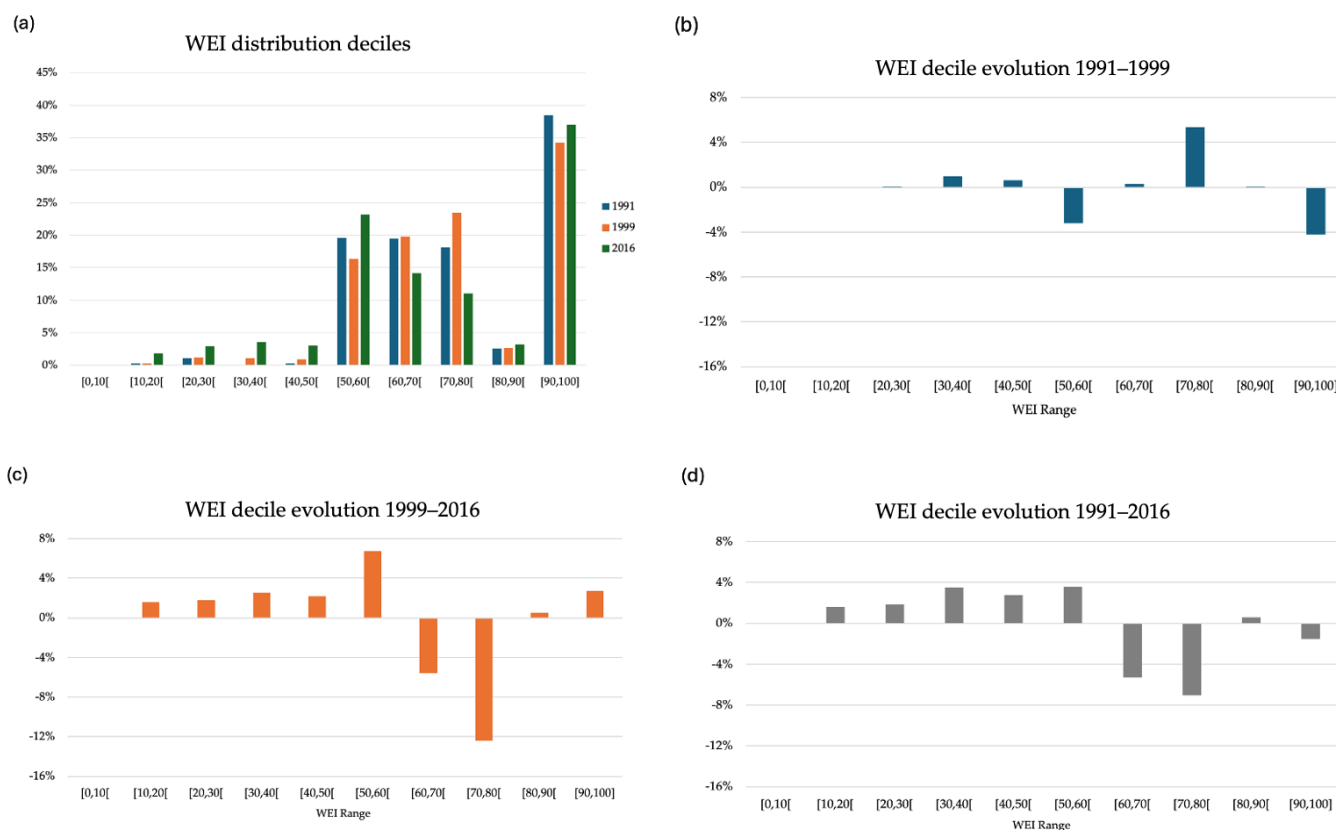 (a)
WEI distribution deciles
45%
40%
35%
30%
25%
20%
15%
10%
5%
0%
[0,10[ [10,20[ [20,30[ [30,40[ [40,50[ [50,60[ [60,70[ [70,80[ [80,90[ [90,100]
1991
1999
2016
(b)
WEI decile evolution 1991–1999
8%
4%
0%
-4%
-8%
-12%
-16%
[0,10[ [10,20[ [20,30[ [30,40[ [40,50[ [50,60[ [60,70[ [70,80[ [80,90[ [90,100]
WEI Range
(c)
WEI decile evolution 1999–2016
8%
4%
0%
-4%
-8%
-12%
-16%
[0,10[ [10,20[ [20,30[ [30,40[ [40,50[ [50,60[ [60,70[ [70,80[ [80,90[ [90,100]
WEI Range
(d)
WEI decile evolution 1991–2016
8%
4%
0%
-4%
-8%
-12%
-16%
[0,10[ [10,20[ [20,30[ [30,40[ [40,50[ [50,60[ [60,70[ [70,80[ [80,90[ [90,100]
WEI Range